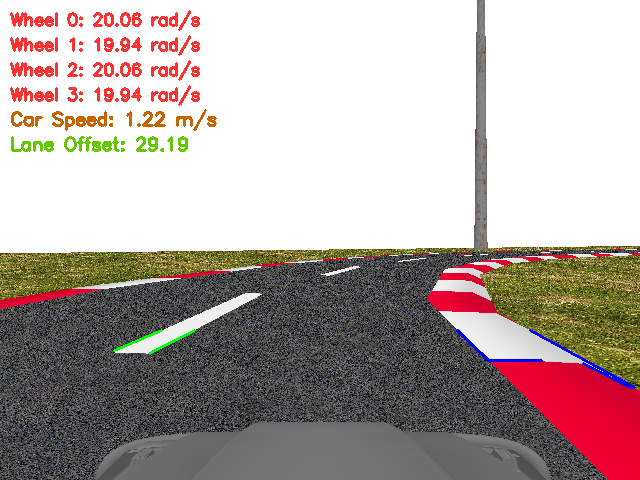 Wheel 0: 20.06 rad/s
Wheel 1: 19.94 rad/s
Wheel 2: 20.06 rad/s
Wheel 3: 19.94 rad/s
Car Speed: 1.22 m/s
Lane Offset: 29.19